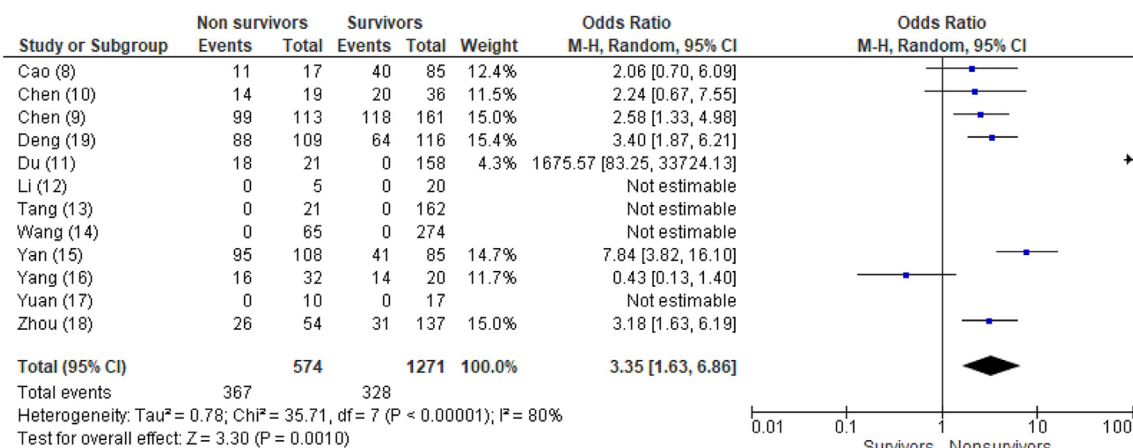 Non survivors Survivors Odds Ratio Odds Ratio
Study or Subgroup Events Total Events Total Weight M-H, Random, 95% CI M-H, Random, 95% CI
Cao (8) 11 17 40 85 12.4% 2.06 [0.70, 6.09]
Chen (10) 14 19 20 36 11.5% 2.24 [0.67, 7.55]
Chen (9) 99 113 118 161 15.0% 2.58 [1.33, 4.98]
Deng (19) 88 109 64 116 15.4% 3.40 [1.87, 6.21]
Du (11) 18 21 0 158 4.3% 1675.57 [83.25, 33724.13]
Li (12) 0 5 0 20 Not estimable
Tang (13) 0 21 0 162 Not estimable
Wang (14) 0 65 0 274 Not estimable
Yan (15) 95 108 41 85 14.7% 7.84 [3.82, 16.10]
Yang (16) 16 32 14 20 11.7% 0.43 [0.13, 1.40]
Yuan (17) 0 10 0 17 Not estimable
Zhou (18) 26 54 31 137 15.0% 3.18 [1.63, 6.19]
Total (95% CI) 574 1271 100.0% 3.35 [1.63, 6.86]
Total events 367 328
Heterogeneity: Tau² = 0.78; Chi² = 35.71, df = 7 (P < 0.00001); I² = 80%
Test for overall effect: Z = 3.30 (P = 0.0010)
0.01 0.1 1 10 100
Survivors Nonsurvivors